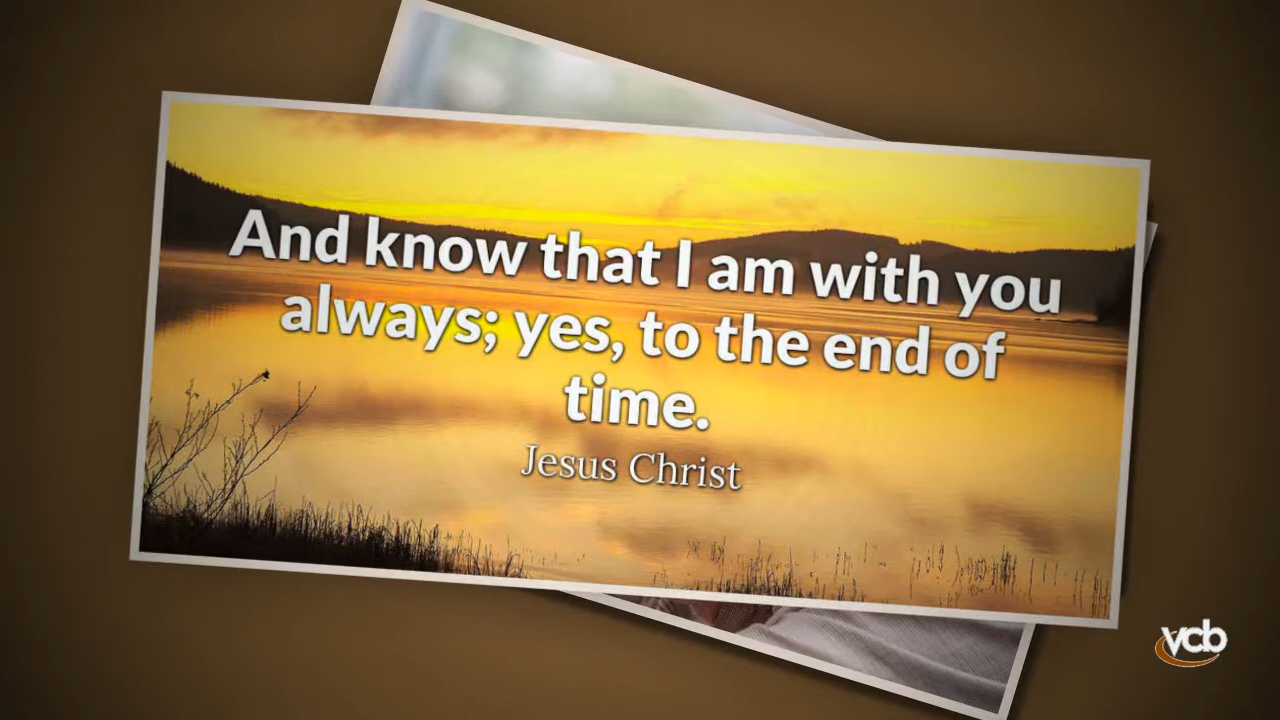 And know that I am with you
always; yes, to the end of
time.
Jesus Christ
vcb